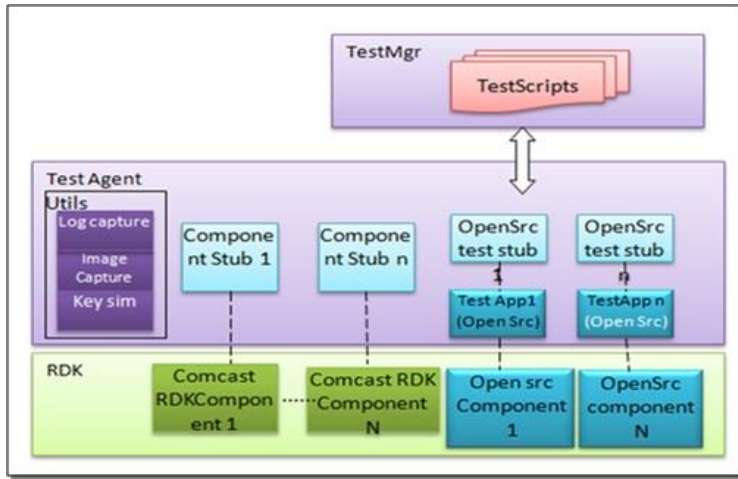 TestMgr
TestScripts
Test Agent
Utils
Log capture
Image
Capture
Key sim
Compone
nt Stub 1
Compone
nt Stub n
OpenSrc
test stub
1
OpenSrc
test stub
n
Test App1
(Open Src)
TestApp n
(Open Src)
RDK
Comcast
RDKCompon
ent 1
Comcast RDK
Component
N
Open src
Component
1
OpenSrc
component
N